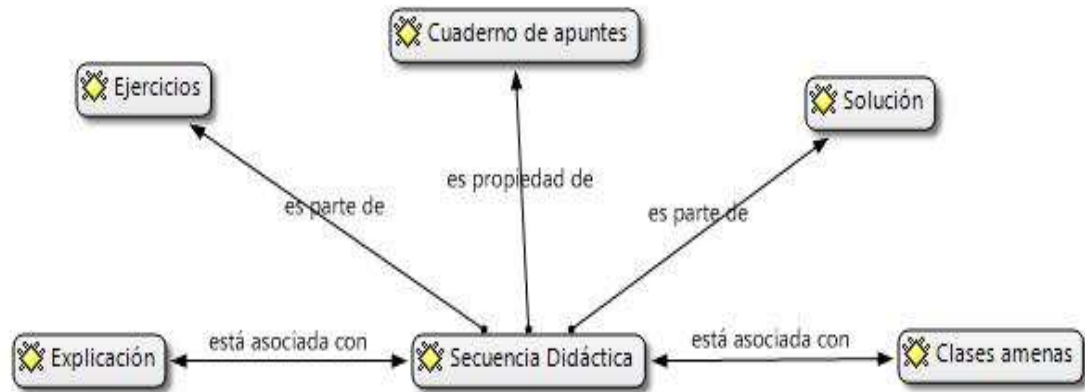 Cuaderno de apuntes
Ejercicios
Solución
es propiedad de
es parte de
es parte de
está asociada con
está asociada con
Explicación
Secuencia Didáctica
Clases amenas